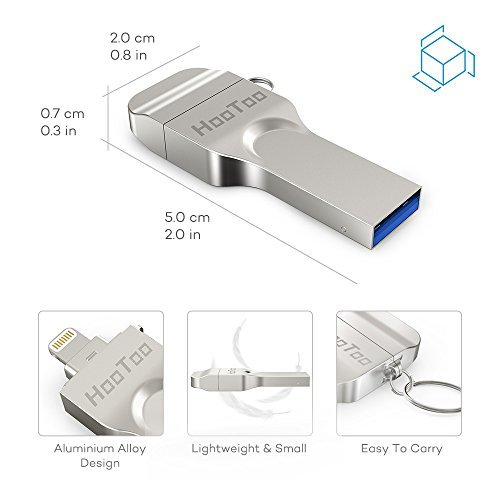 2.0 cm
0.8 in
0.7 cm
0.3 in
HooToo
5.0 cm
2.0 in
HooToo
HooToo
Aluminium Alloy
Design
Lightweight & Small
Easy To Carry